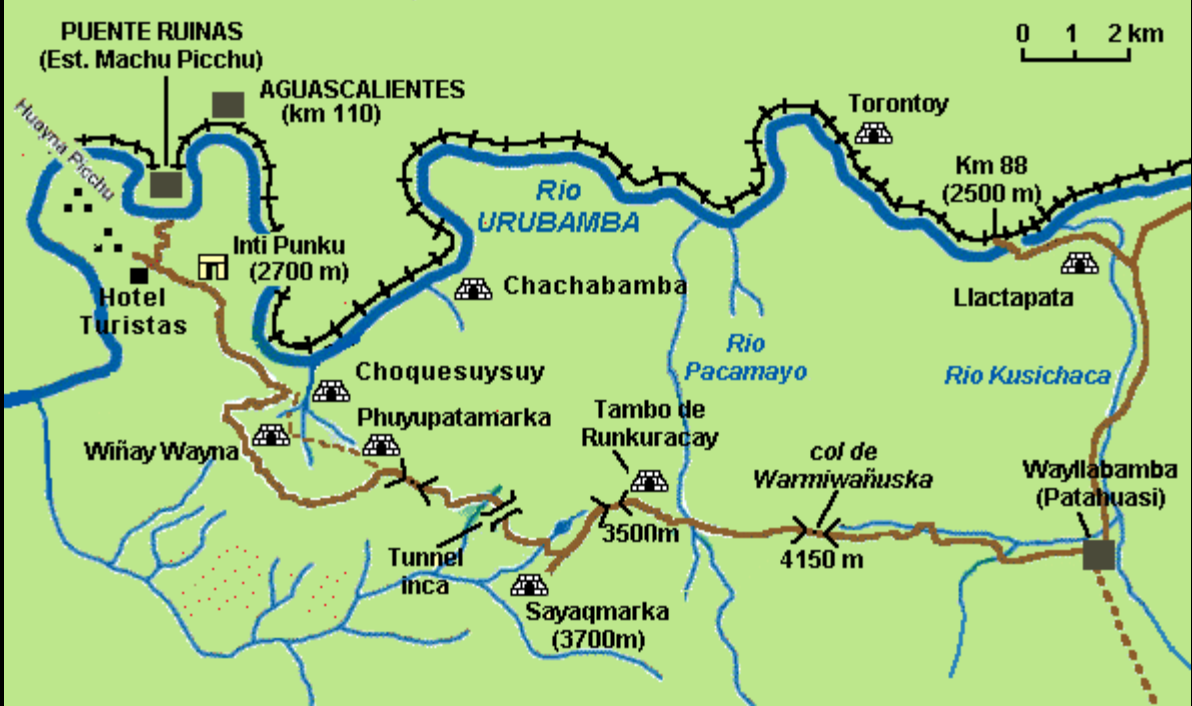 PUENTE RUINAS
(Est. Machu Picchu)
AGUASCALIENTES
(km 110)
0 1 2 km
Huayna Picchu
Torontoy
Km 88
(2500 m)
Rio
URUBAMBA
Inti Punku
(2700 m)
Chachabamba
Hotel
Turistas
Llactapata
Rio
Pacamayo
Rio Kusichaca
Choquesuysuy
Phuyupatamarka
Tambo de
Runkuracay
Wiñay Wayna
col de
Warmiwañuska
Wayllabamba
(Patahuasi)
3500m
4150 m
Tunnel
inca
Sayaqmarka
(3700m)